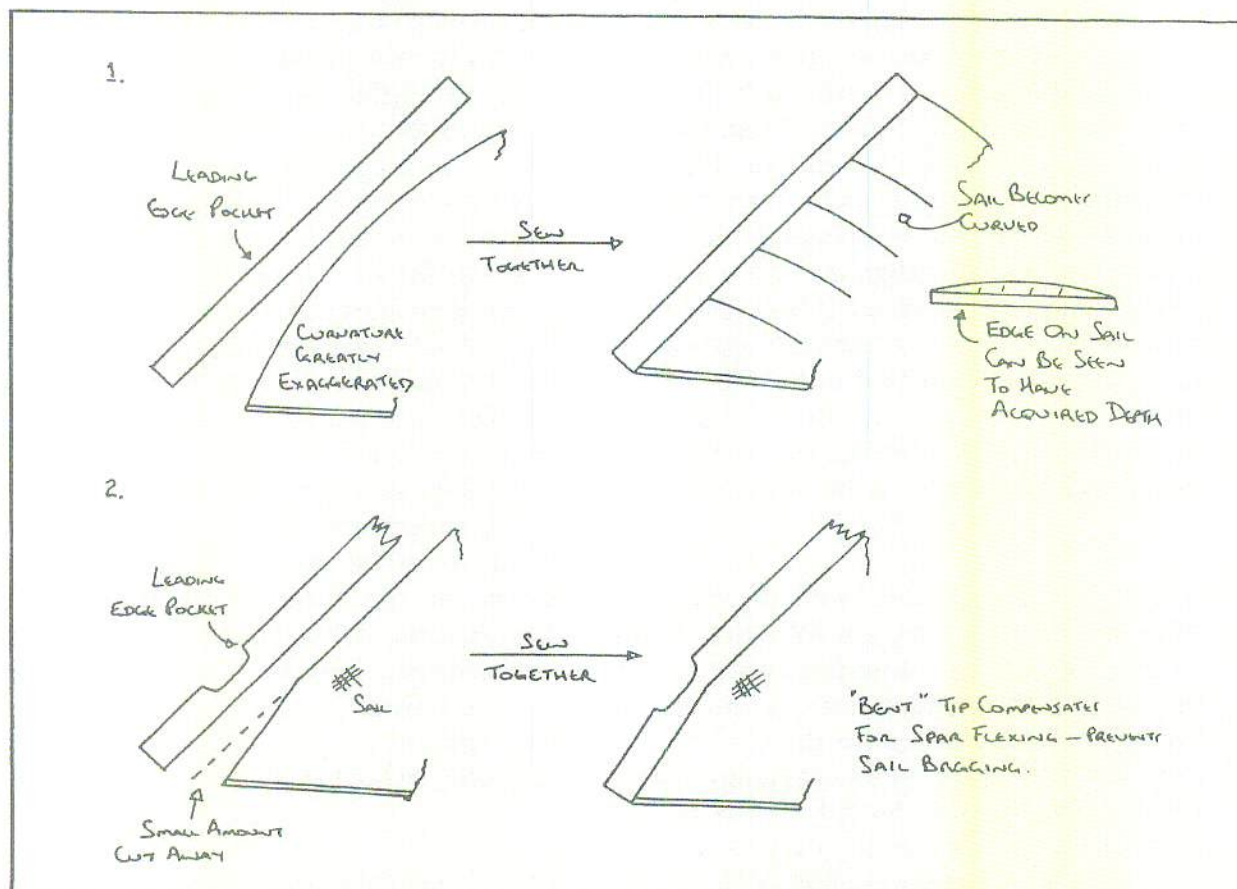 1.
LEADING
EDGE POCKET
CURVATURE
GREATLY
EXAGGERATED
SEW
TOGETHER
SAIL BECOMES
CURVED
EDGE ON SAIL
CAN BE SEEN
TO HAVE
ACQUIRED DEPTH
2.
LEADING
EDGE POCKET
SAIL
SMALL AMOUNT
CUT AWAY
SEW
TOGETHER
"BENT" TIP COMPENSATES
FOR SPAR FLEXING – PREVENTS
SAIL BAGGING.